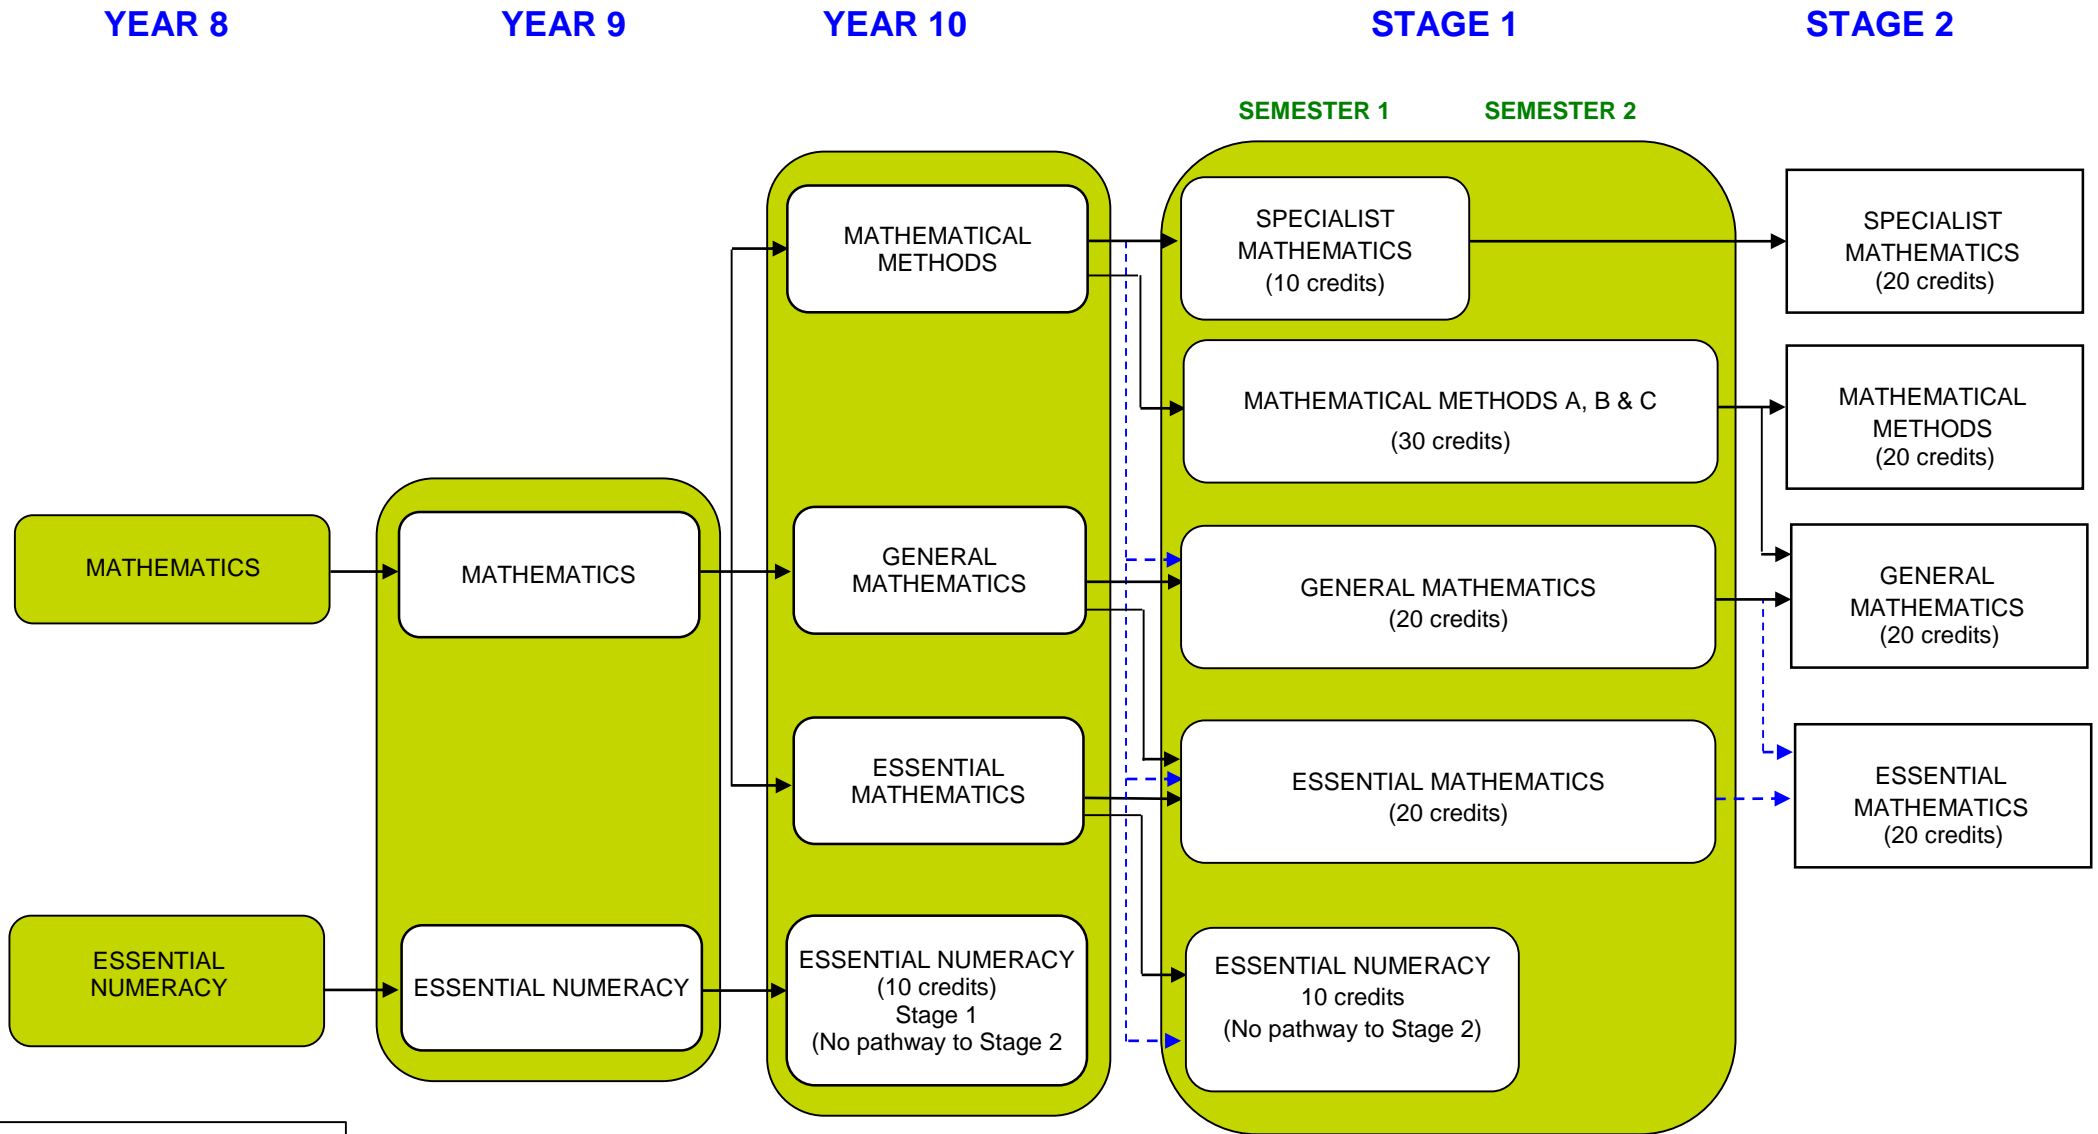 YEAR 8
YEAR 9
YEAR 10
STAGE 1
STAGE 2
SEMESTER 1
SEMESTER 2
MATHEMATICS
ESSENTIAL
NUMERACY
MATHEMATICS
ESSENTIAL NUMERACY
MATHEMATICAL
METHODS
GENERAL
MATHEMATICS
ESSENTIAL
MATHEMATICS
ESSENTIAL NUMERACY
(10 credits)
Stage 1
(No pathway to Stage 2
SPECIALIST
MATHEMATICS
(10 credits)
MATHEMATICAL METHODS A, B & C
(30 credits)
GENERAL MATHEMATICS
(20 credits)
ESSENTIAL MATHEMATICS
(20 credits)
ESSENTIAL NUMERACY
10 credits
(No pathway to Stage 2)
SPECIALIST
MATHEMATICS
(20 credits)
MATHEMATICAL
METHODS
(20 credits)
GENERAL
MATHEMATICS
(20 credits)
ESSENTIAL
MATHEMATICS
(20 credits)